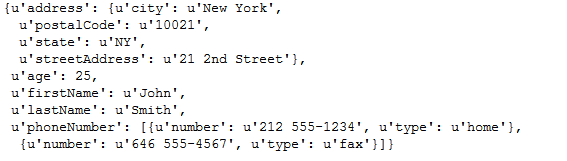 {u'address': {u'city': u'New York',
u'postalCode': u'10021',
u'state': u'NY',
u'streetAddress': u'21 2nd Street'},
u'age': 25,
u'firstName': u'John',
u'lastName': u'Smith',
u'phoneNumber': [{u'number': u'212 555-1234', u'type': u'home'},
{u'number': u'646 555-4567', u'type': u'fax'}]}